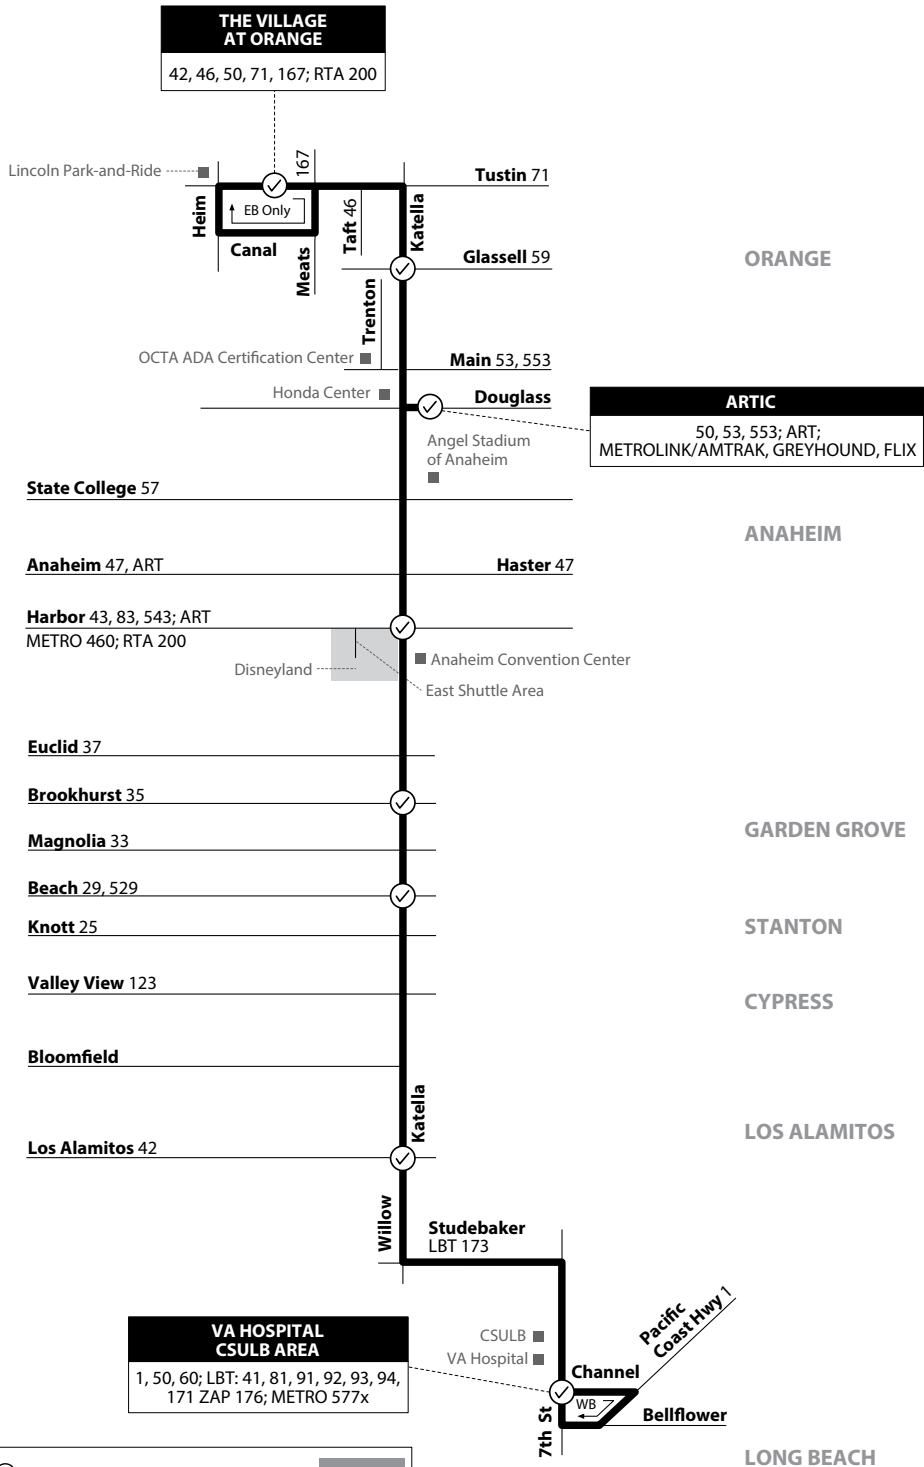 THE VILLAGE
AT ORANGE
42, 46, 50, 71, 167; RTA 200
Lincoln Park-and-Ride
167
Tustin 71
Heim
EB Only
Canal
Meats
Taft 46
Katella
Glassell 59
ORANGE
Trenton
OCTA ADA Certification Center
Main 53, 553
Honda Center
Douglass
ARTIC
50, 53, 553; ART;
METROLINK/AMTRAK, GREYHOUND, FLIX
Angel Stadium
of Anaheim
State College 57
ANAHEIM
Anaheim 47, ART
Haster 47
Harbor 43, 83, 543; ART
METRO 460; RTA 200
Anaheim Convention Center
Disneyland
East Shuttle Area
Euclid 37
Brookhurst 35
GARDEN GROVE
Magnolia 33
Beach 29, 529
Knott 25
STANTON
Valley View 123
CYPRESS
Bloomfield
Katella
LOS ALAMITOS
Los Alamitos 42
Willow
Studebaker
LBT 173
Pacific
Coast Hwy 1
VA HOSPITAL
CSULB AREA
1, 50, 60; LBT: 41, 81, 91, 92, 93, 94,
171 ZAP 176; METRO 577x
CSULB
VA Hospital
Channel
WB
Bellflower
7th St
LONG BEACH